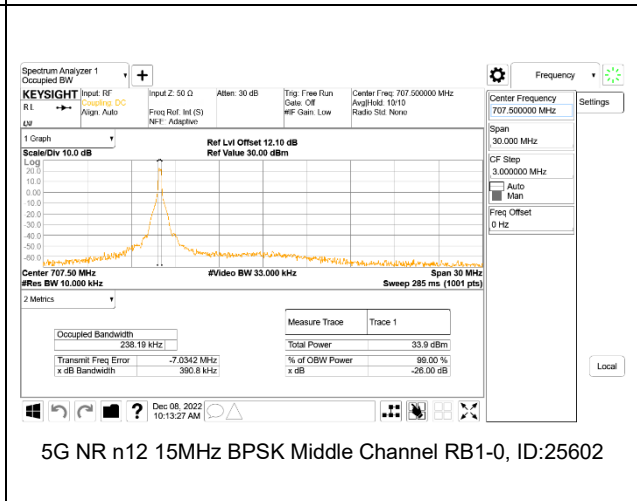 Spectrum Analyzer 1
Occupied BW
Frequency
KEYSIGHT
Input: RF
Coupling: DC
Align: Auto
Input Z: 50 Ω
Freq Ref: Int (S)
NFE: Adaptive
Atten: 30 dB
Trig: Free Run
Gate: Off
#IF Gain: Low
Center Freq: 707.500000 MHz
Avg|Hold: 10/10
Radio Std: None
Center Frequency
707.500000 MHz
Settings
Span
30.000 MHz
CF Step
3.000000 MHz
Auto
Man
Freq Offset
0 Hz
1 Graph
Scale/Div 10.0 dB
Ref Lvl Offset 12.10 dB
Ref Value 30.00 dBm
Log
20.0
10.0
0.00
-10.0
-20.0
-30.0
-40.0
-50.0
-60.0
Center 707.50 MHz
#Video BW 33.000 kHz
Span 30 MHz
#Res BW 10.000 kHz
Sweep 285 ms (1001 pts)
2 Metrics
Measure Trace
Trace 1
Occupied Bandwidth
238.19 kHz
Total Power
33.9 dBm
Transmit Freq Error
-7.0342 MHz
% of OBW Power
99.00 %
x dB Bandwidth
390.8 kHz
x dB
-26.00 dB
Local
Dec 08, 2022
10:13:27 AM
5G NR n12 15MHz BPSK Middle Channel RB1-0, ID:25602